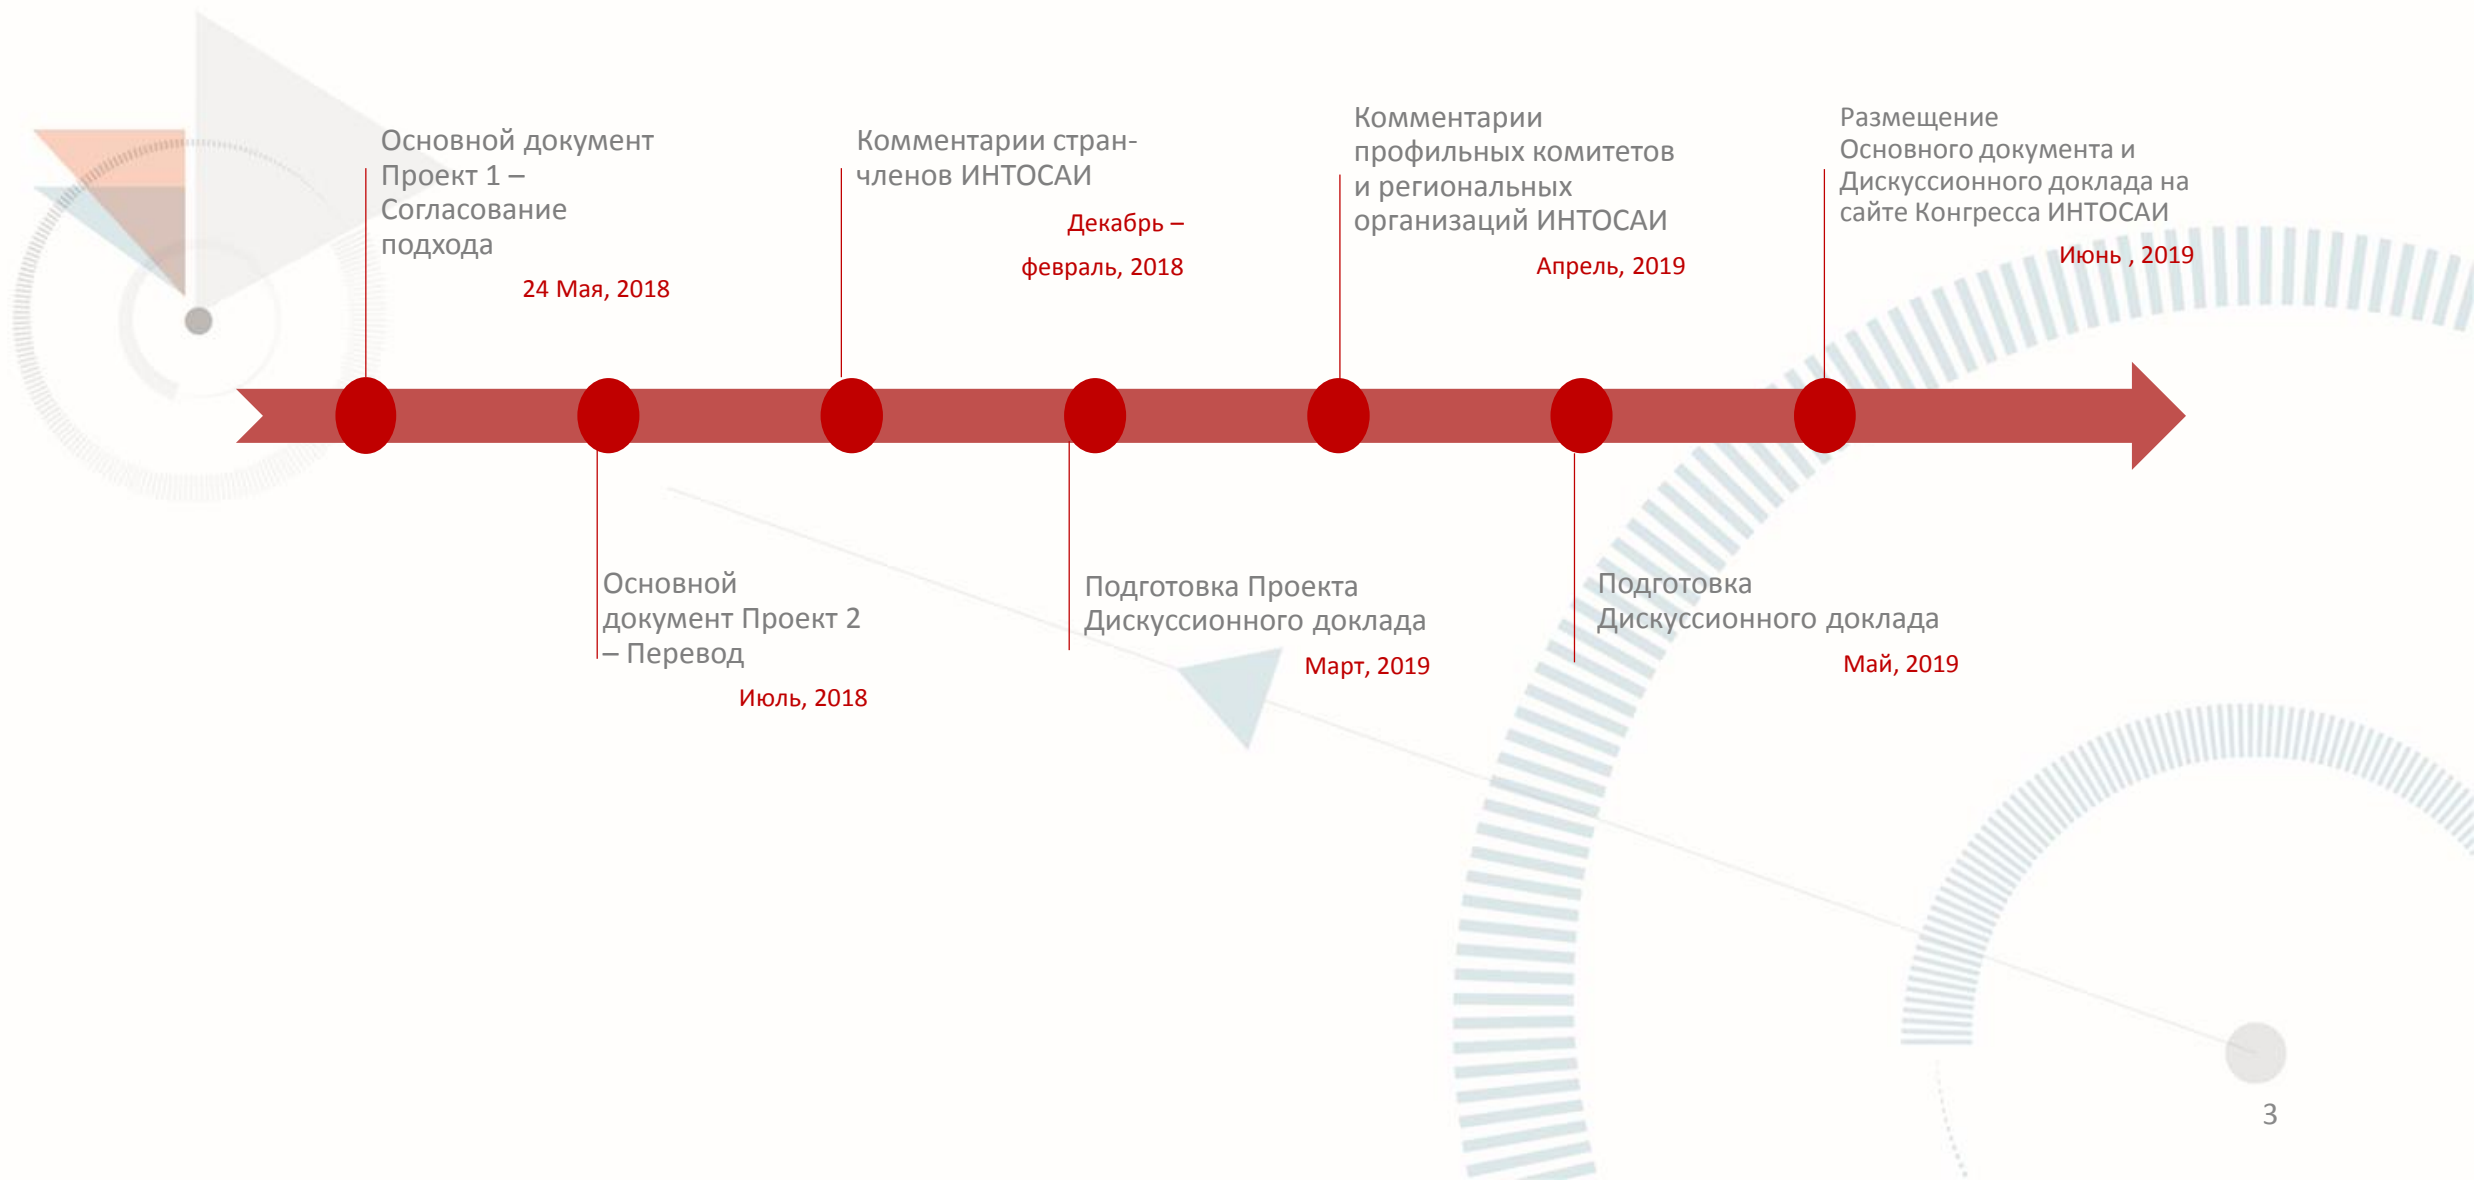 Основной документ
Проект 1 –
Согласование
подхода
24 Мая, 2018
Комментарии стран-
членов ИНТОСАИ
Декабрь –
февраль, 2018
Комментарии
профильных комитетов
и региональных
организаций ИНТОСАИ
Апрель, 2019
Размещение
Основного документа и
Дискуссионного доклада на
сайте Конгресса ИНТОСАИ
Июнь , 2019
Основной
документ Проект 2
– Перевод
Июль, 2018
Подготовка Проекта
Дискуссионного доклада
Март, 2019
Подготовка
Дискуссионного доклада
Май, 2019
3